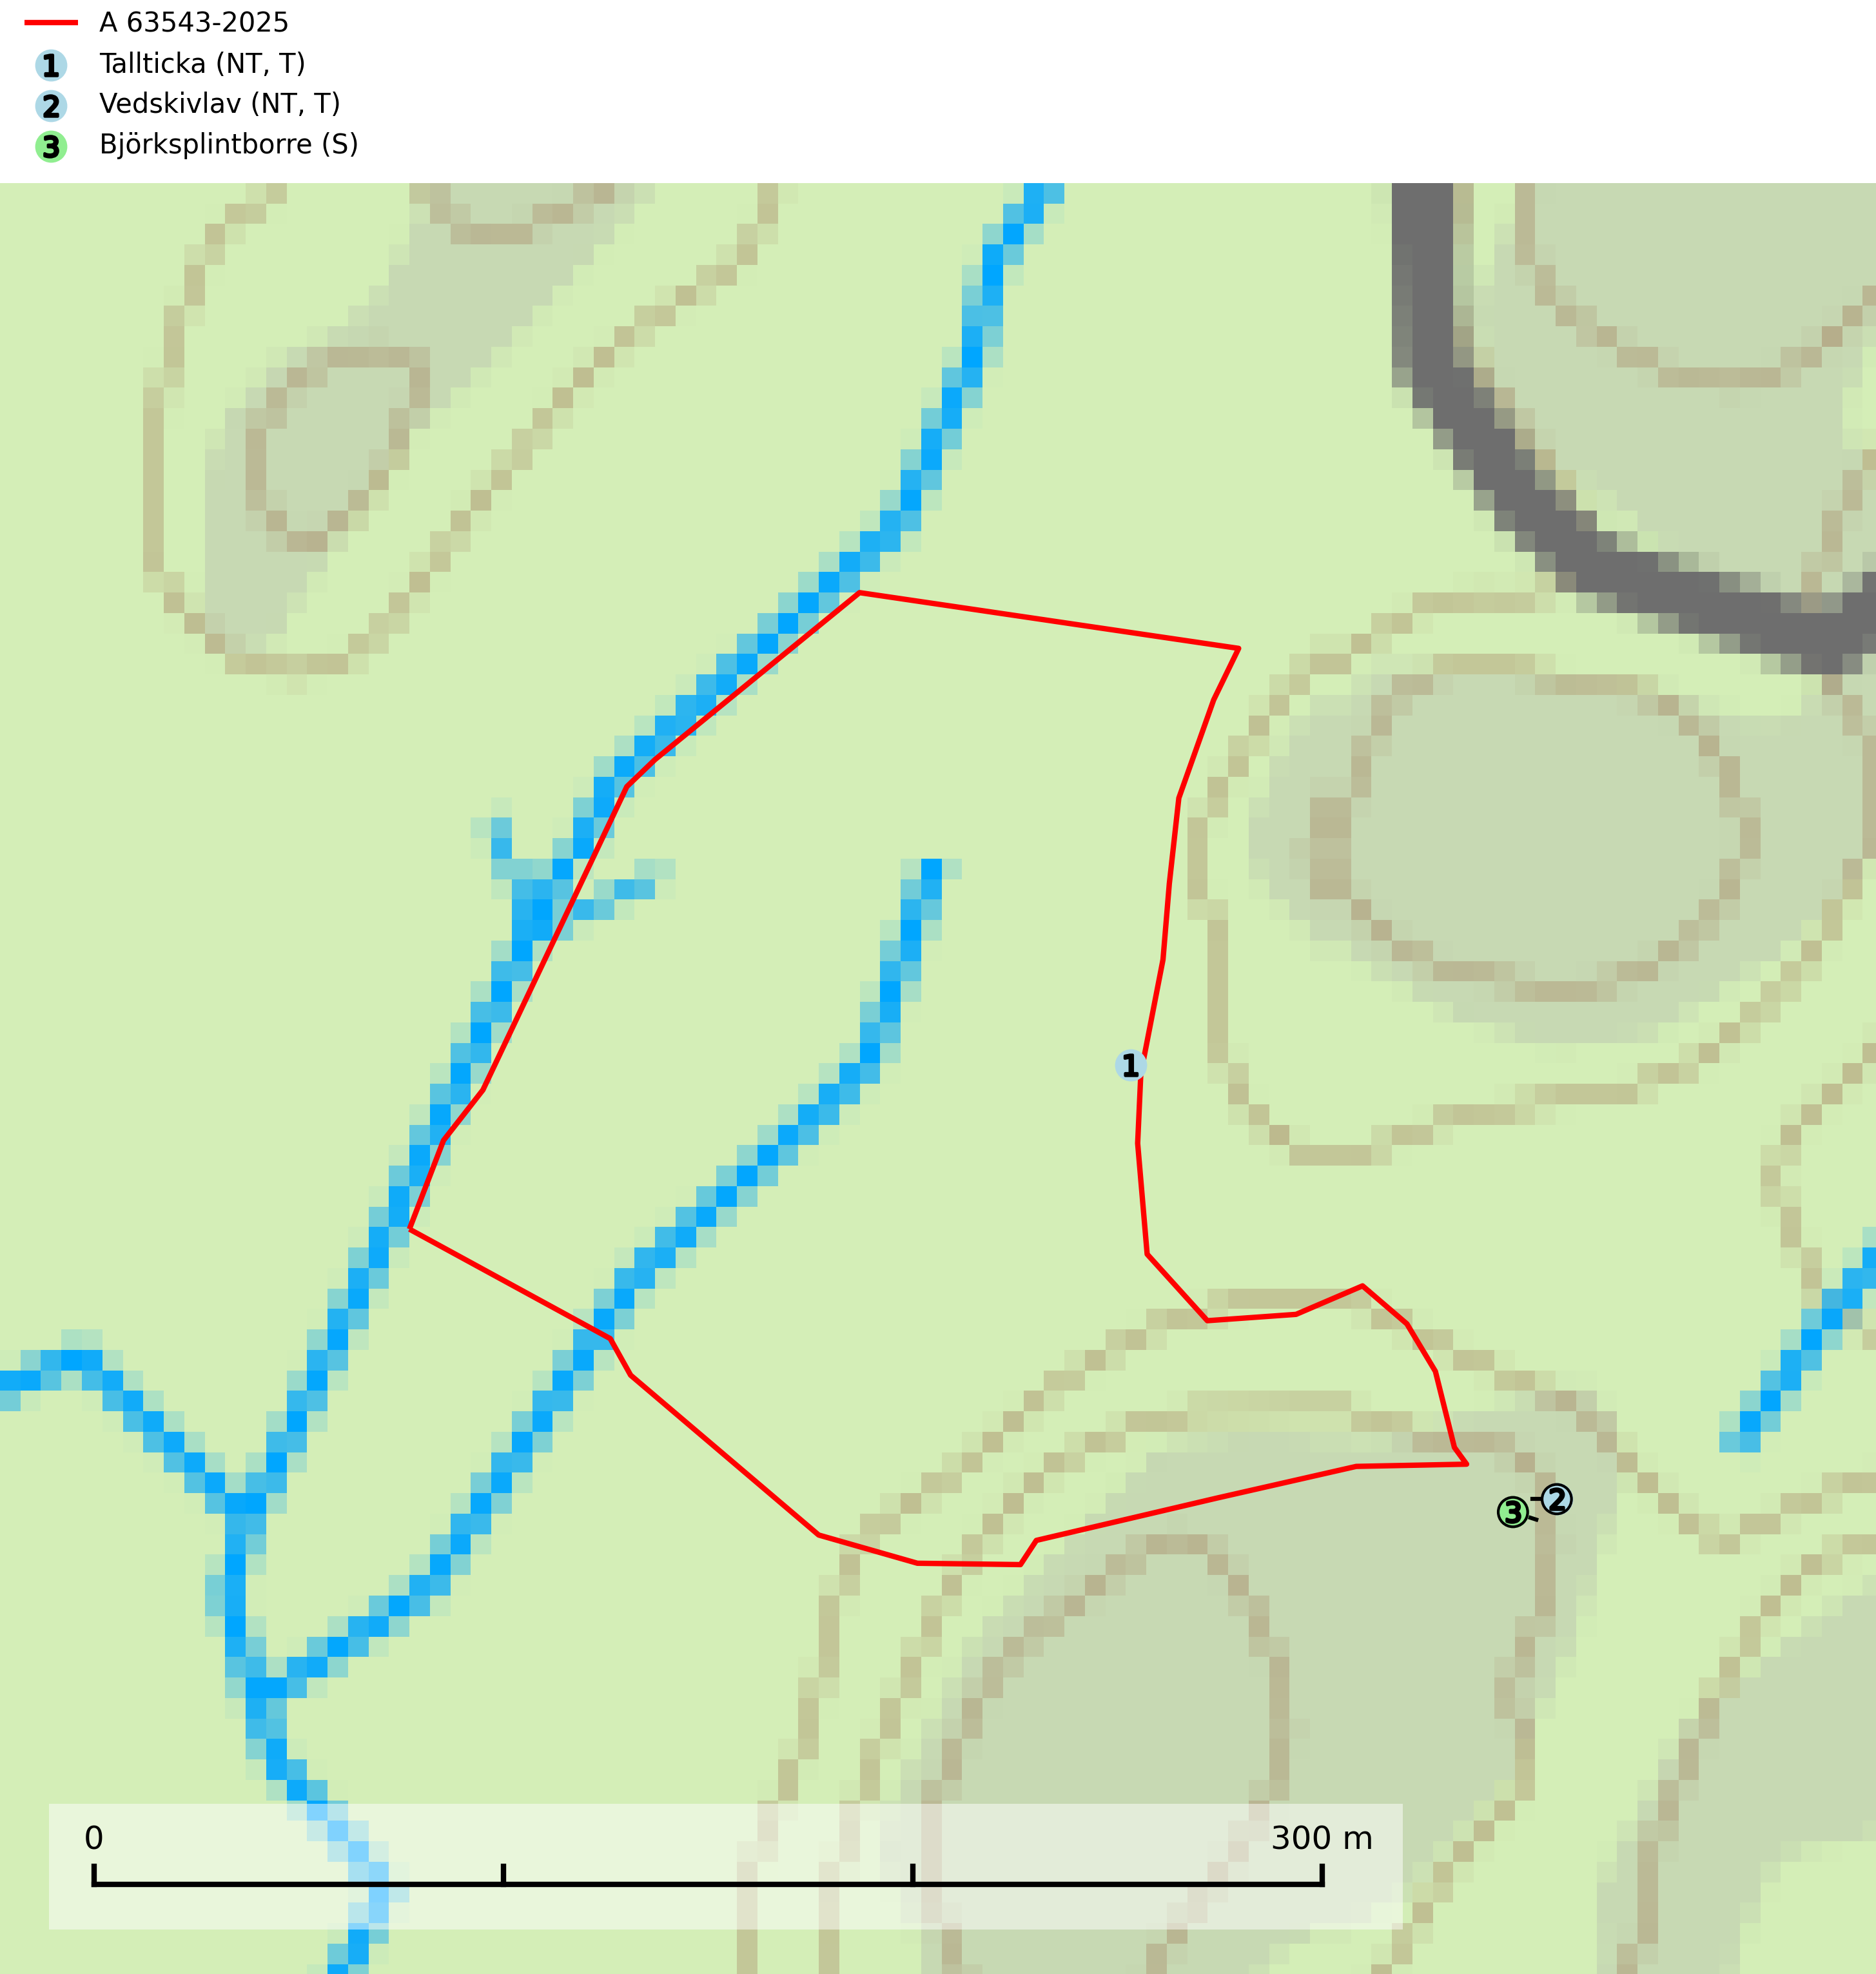 A 63543-2025
1 Tallticka (NT, T)
2 Vedskivlav (NT, T)
3 Björksplintborre (S)
1
2
3
0 300 m